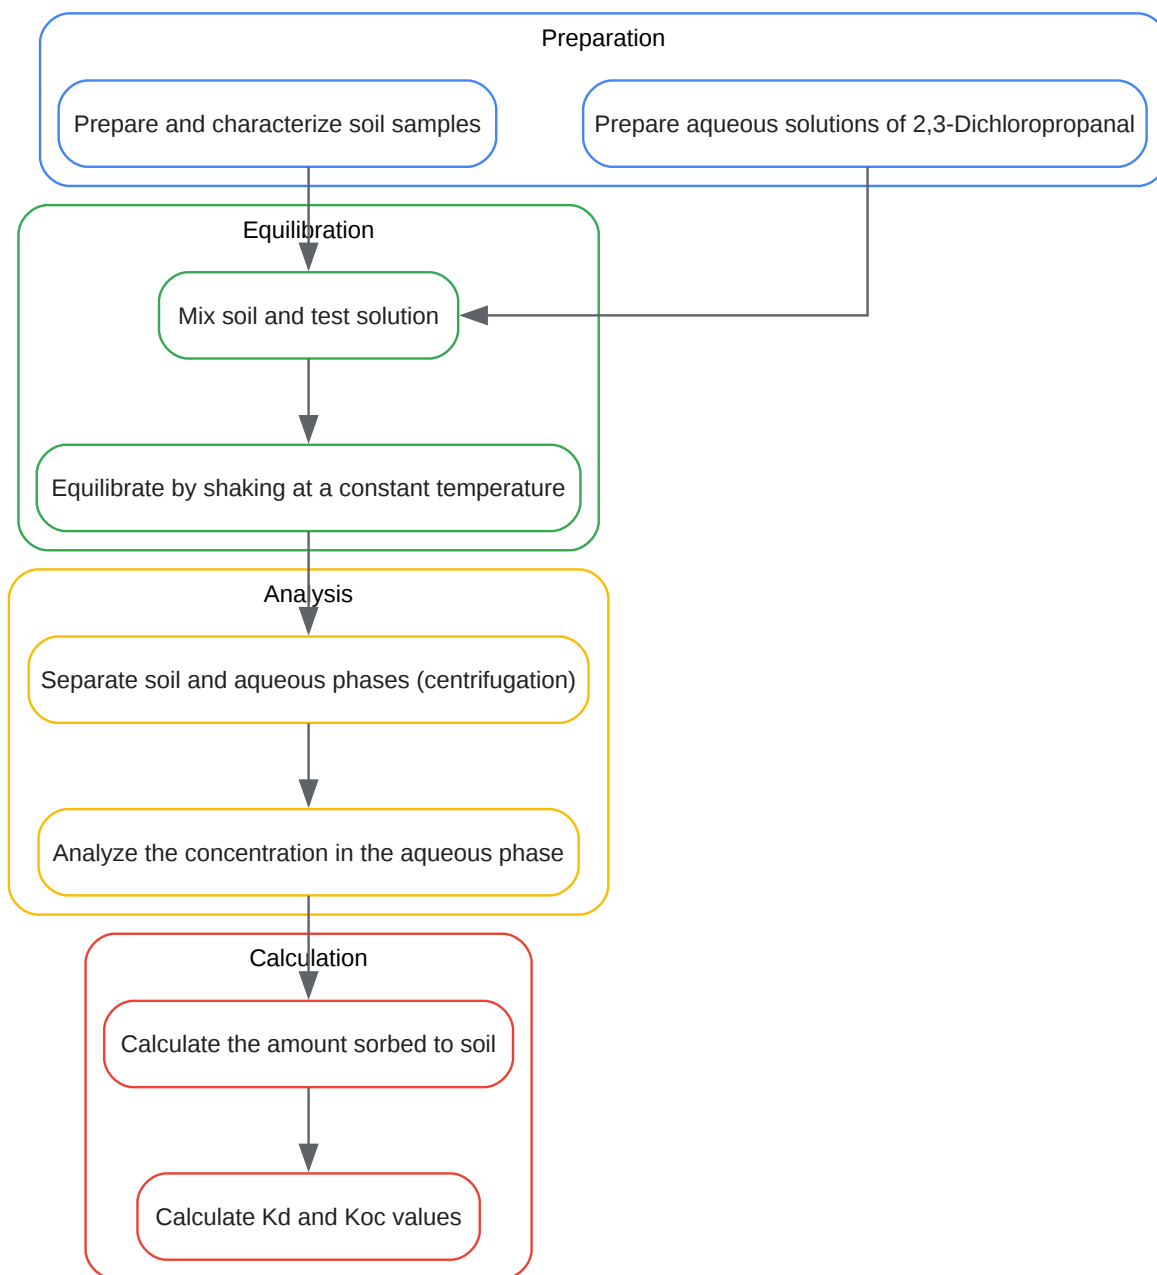 Preparation
Prepare and characterize soil samples
Prepare aqueous solutions of 2,3-Dichloropropanal
Equilibration
Mix soil and test solution
Equilibrate by shaking at a constant temperature
Analysis
Separate soil and aqueous phases (centrifugation)
Analyze the concentration in the aqueous phase
Calculation
Calculate the amount sorbed to soil
Calculate Kd and Koc values